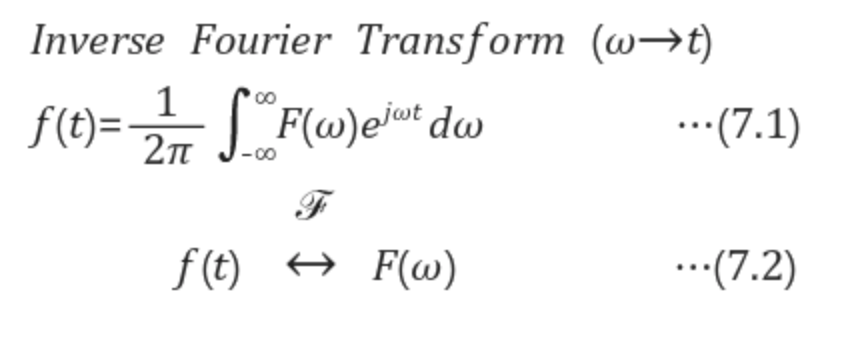 Inverse Fourier Transform (ω→t)
f(t)=1/2π ∫_{-∞}^{∞} F(ω)e^{jωt} dω ⋯(7.1)
ℱ
f(t) ↔ F(ω) ⋯(7.2)